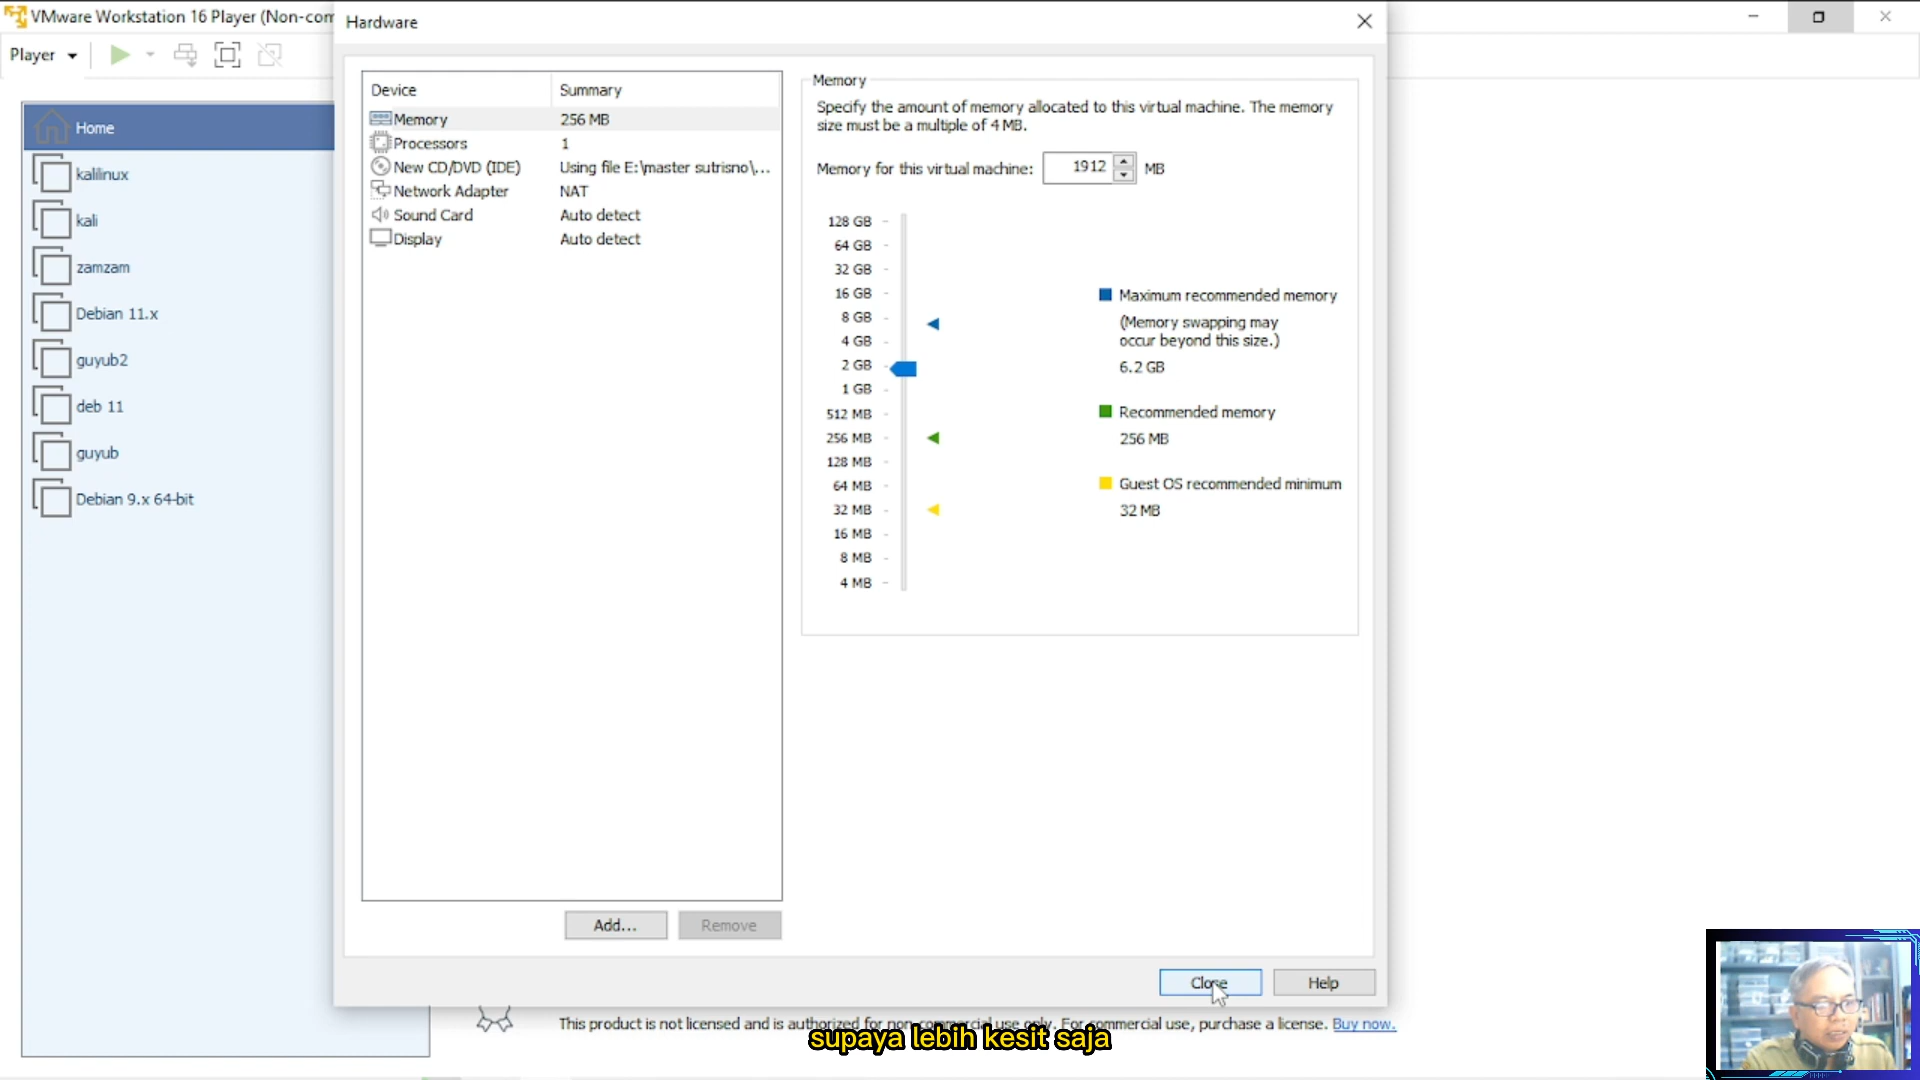 VMware Workstation 16 Player (Non-com
Player
Home
kalilinux
kali
zamzam
Debian 11.x
guyub2
deb 11
guyub
Debian 9.x 64-bit
Hardware
Device Summary
Memory 256 MB
Processors 1
New CD/DVD (IDE) Using file E:\master sutrisno\...
Network Adapter NAT
Sound Card Auto detect
Display Auto detect
Add...
Remove
Memory
Specify the amount of memory allocated to this virtual machine. The memory
size must be a multiple of 4 MB.
Memory for this virtual machine: 1912 MB
128 GB
64 GB
32 GB
16 GB
8 GB
4 GB
2 GB
1 GB
512 MB
256 MB
128 MB
64 MB
32 MB
16 MB
8 MB
4 MB
Maximum recommended memory
(Memory swapping may
occur beyond this size.)
6.2 GB
Recommended memory
256 MB
Guest OS recommended minimum
32 MB
Close
Help
This product is not licensed and is authorized for non-commercial use only. For commercial use, purchase a license. Buy now.
supaya lebih kesit saja